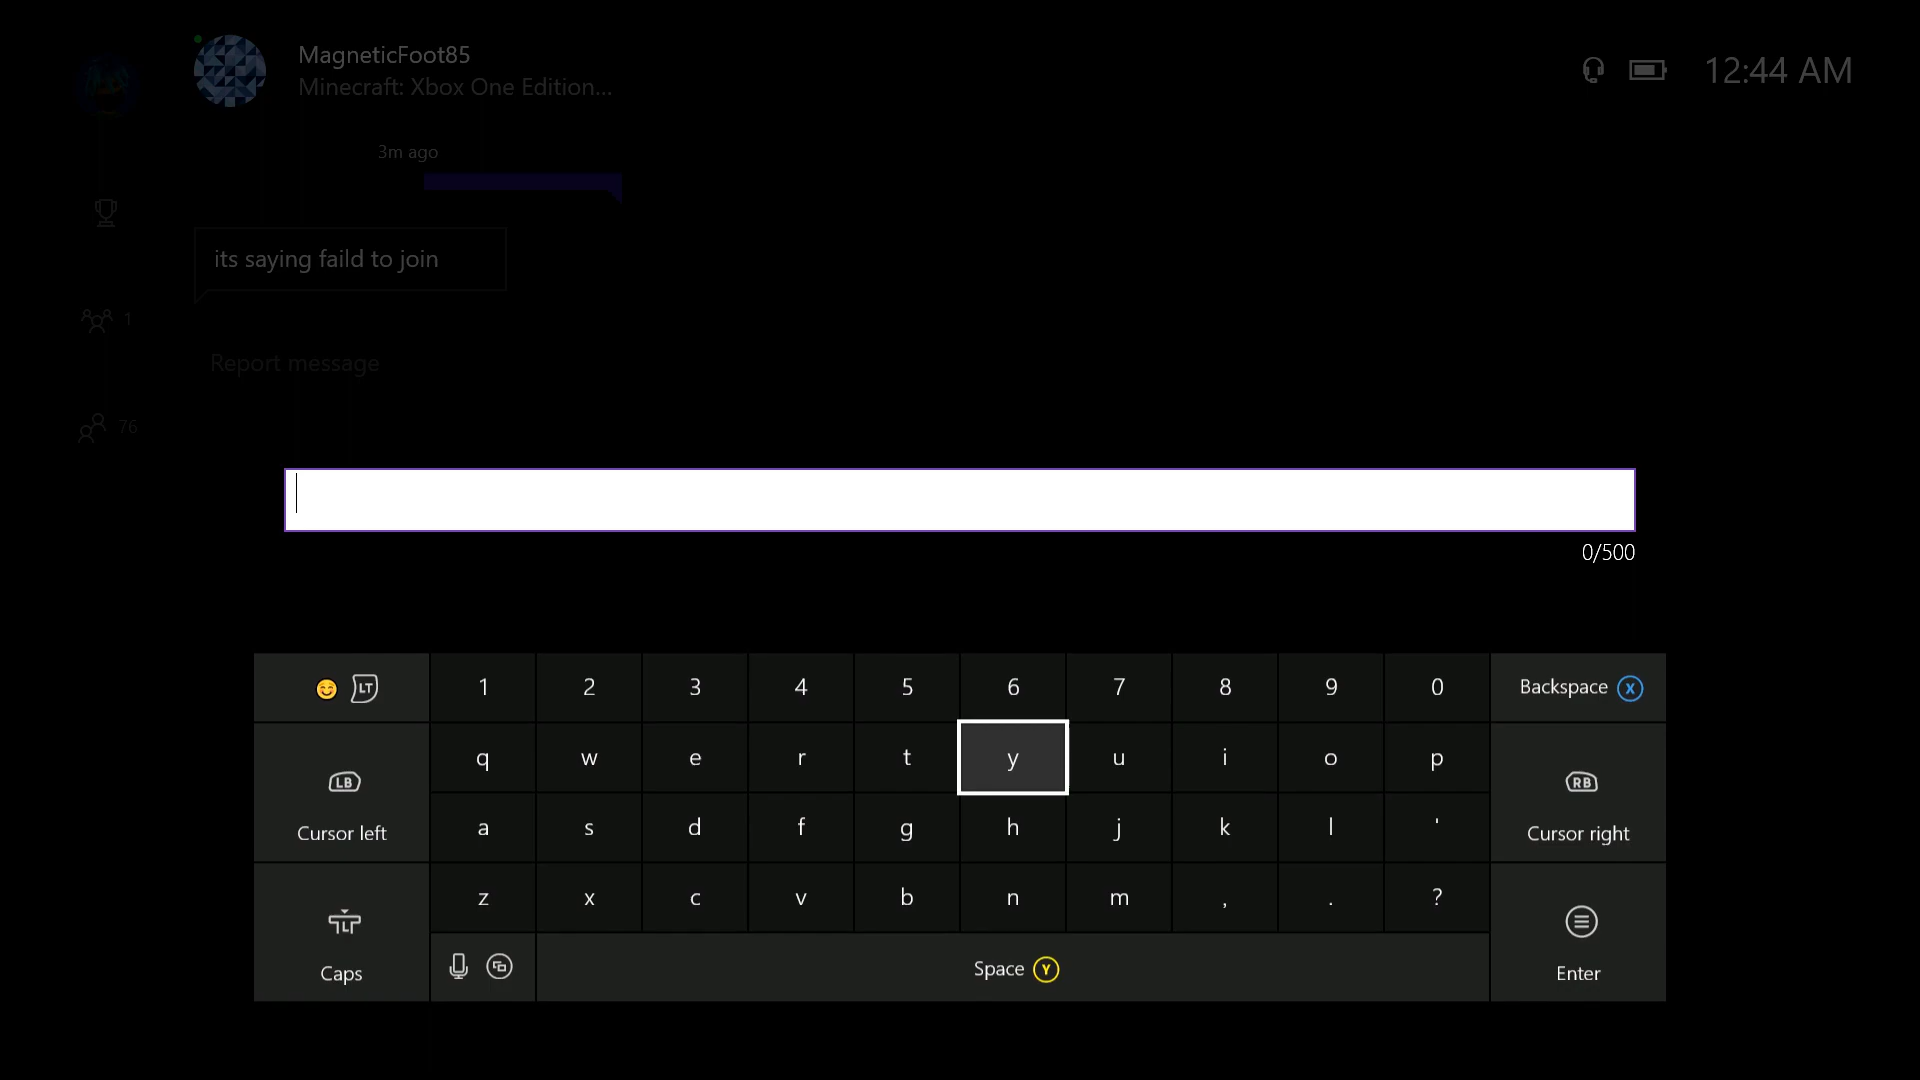 MagneticFoot85
Minecraft: Xbox One Edition...
12:44 AM
3m ago
its saying faild to join
1
Report message
76
0/500
LT 1 2 3 4 5 6 7 8 9 0 Backspace X
q w e r t y u i o p
LB RB
Cursor left a s d f g h j k l ' Cursor right
z x c v b n m , . ?
LT
Caps Space Y Enter